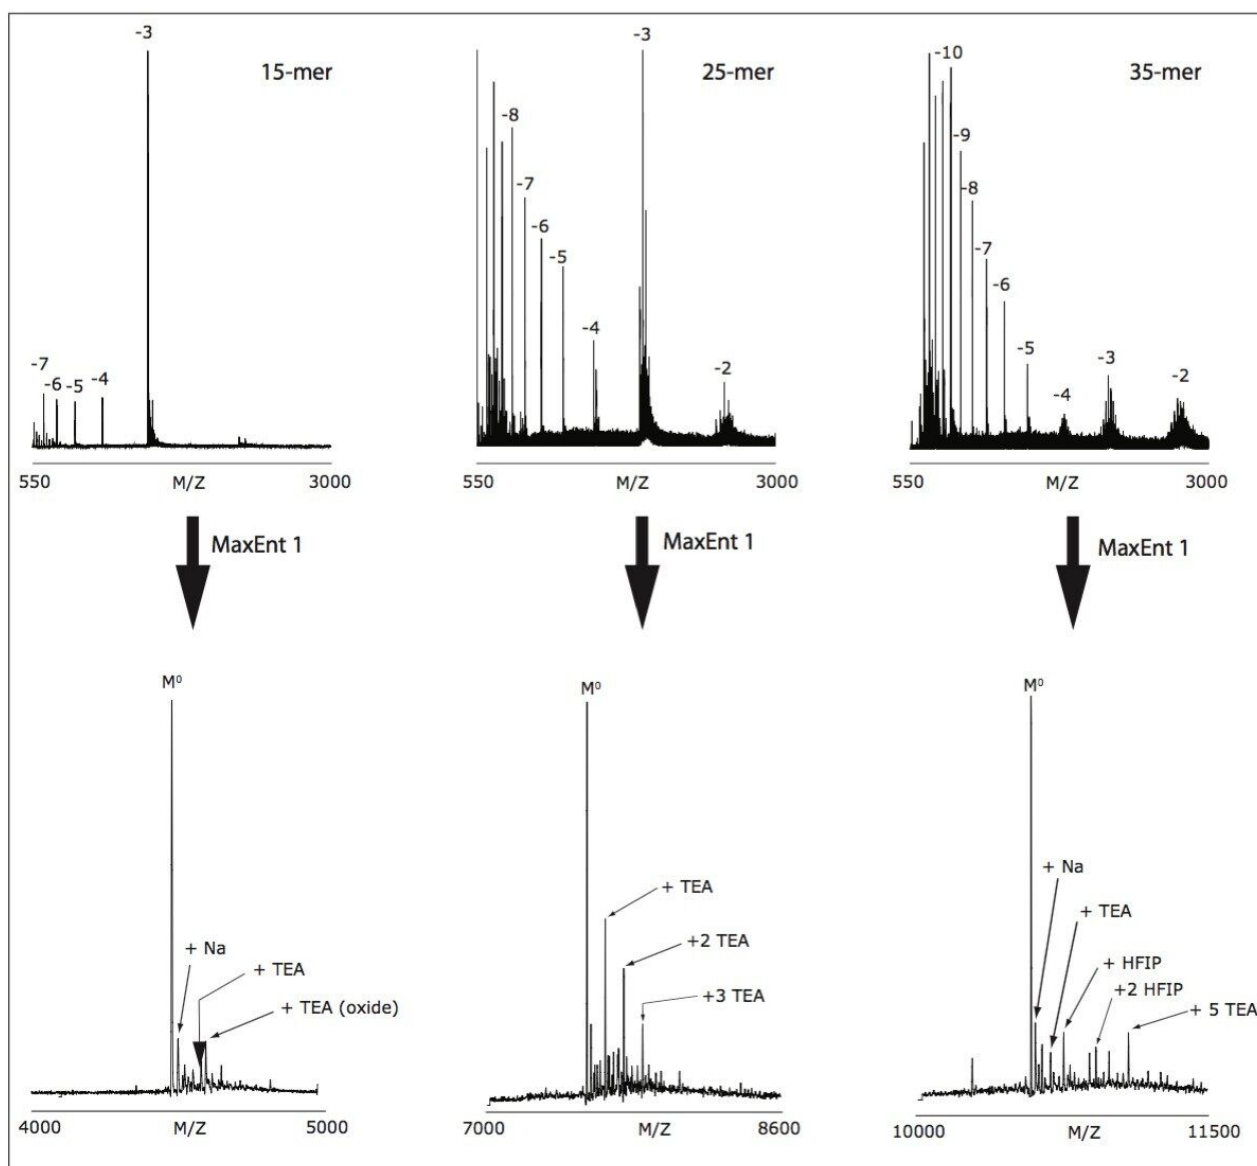 -3
15-mer
-7
-6
-5
-4
550
M/Z
3000
-3
25-mer
-8
-7
-6
-5
-4
-2
550
M/Z
3000
-10
35-mer
-9
-8
-7
-6
-5
-4
-3
-2
550
M/Z
3000
MaxEnt 1
MaxEnt 1
MaxEnt 1
M⁰
+ Na
+ TEA
+ TEA (oxide)
4000
M/Z
5000
M⁰
+ TEA
+2 TEA
+3 TEA
7000
M/Z
8600
M⁰
+ Na
+ TEA
+ HFIP
+2 HFIP
+ 5 TEA
10000
M/Z
11500